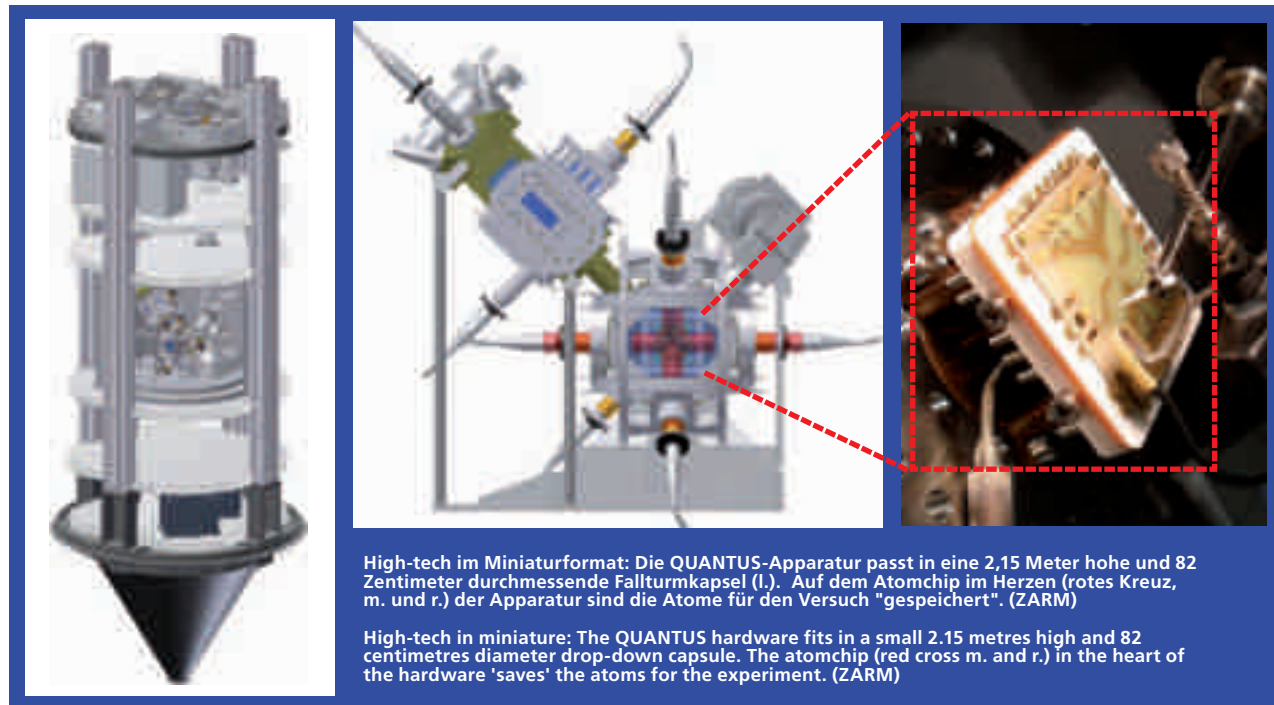 High-tech im Miniaturformat: Die QUANTUS-Apparatur passt in eine 2,15 Meter hohe und 82
Zentimeter durchmessende Fallturmkapsel (l.). Auf dem Atomchip im Herzen (rotes Kreuz,
m. und r.) der Apparatur sind die Atome für den Versuch "gespeichert". (ZARM)
High-tech in miniature: The QUANTUS hardware fits in a small 2.15 metres high and 82
centimetres diameter drop-down capsule. The atomchip (red cross m. and r.) in the heart of
the hardware 'saves' the atoms for the experiment. (ZARM)